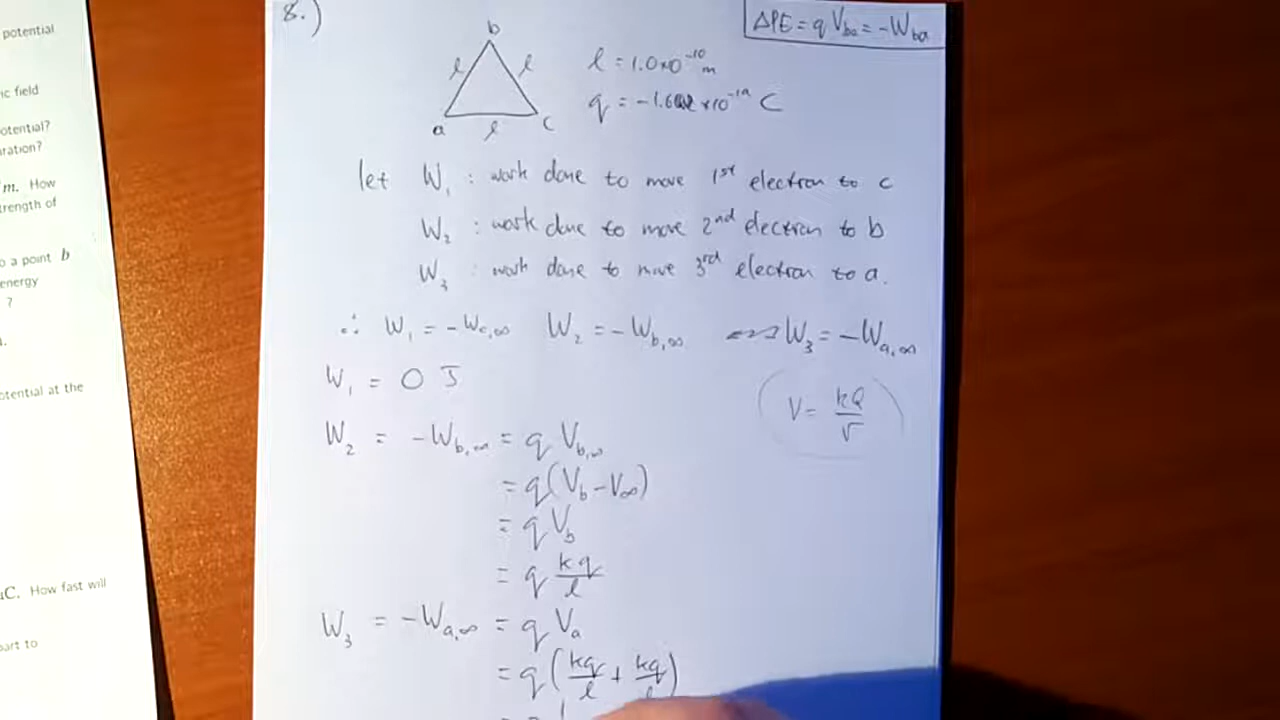 potential
ic field
otential?
ration?
m. How
trength of
o a point b
energy
?
otential at the
C. How fast will
part to
8.)
ΔPE = q V_ba = -W_ba
b
l l
a l c
l = 1.0×10^-10 m
q = -1.602×10^-19 C
let W_1 : work done to move 1st electron to c
W_2 : work done to move 2nd electron to b
W_3 : work done to move 3rd electron to a.
∴ W_1 = -W_c,∞ W_2 = -W_b,∞ W_3 = -W_a,∞
W_1 = 0 J
V = kQ/r
W_2 = -W_b,∞ = q V_b,∞
= q(V_b - V_∞)
= q V_b
= q kq/l
W_3 = -W_a,∞ = q V_a
= q(kq/l + kq/l)